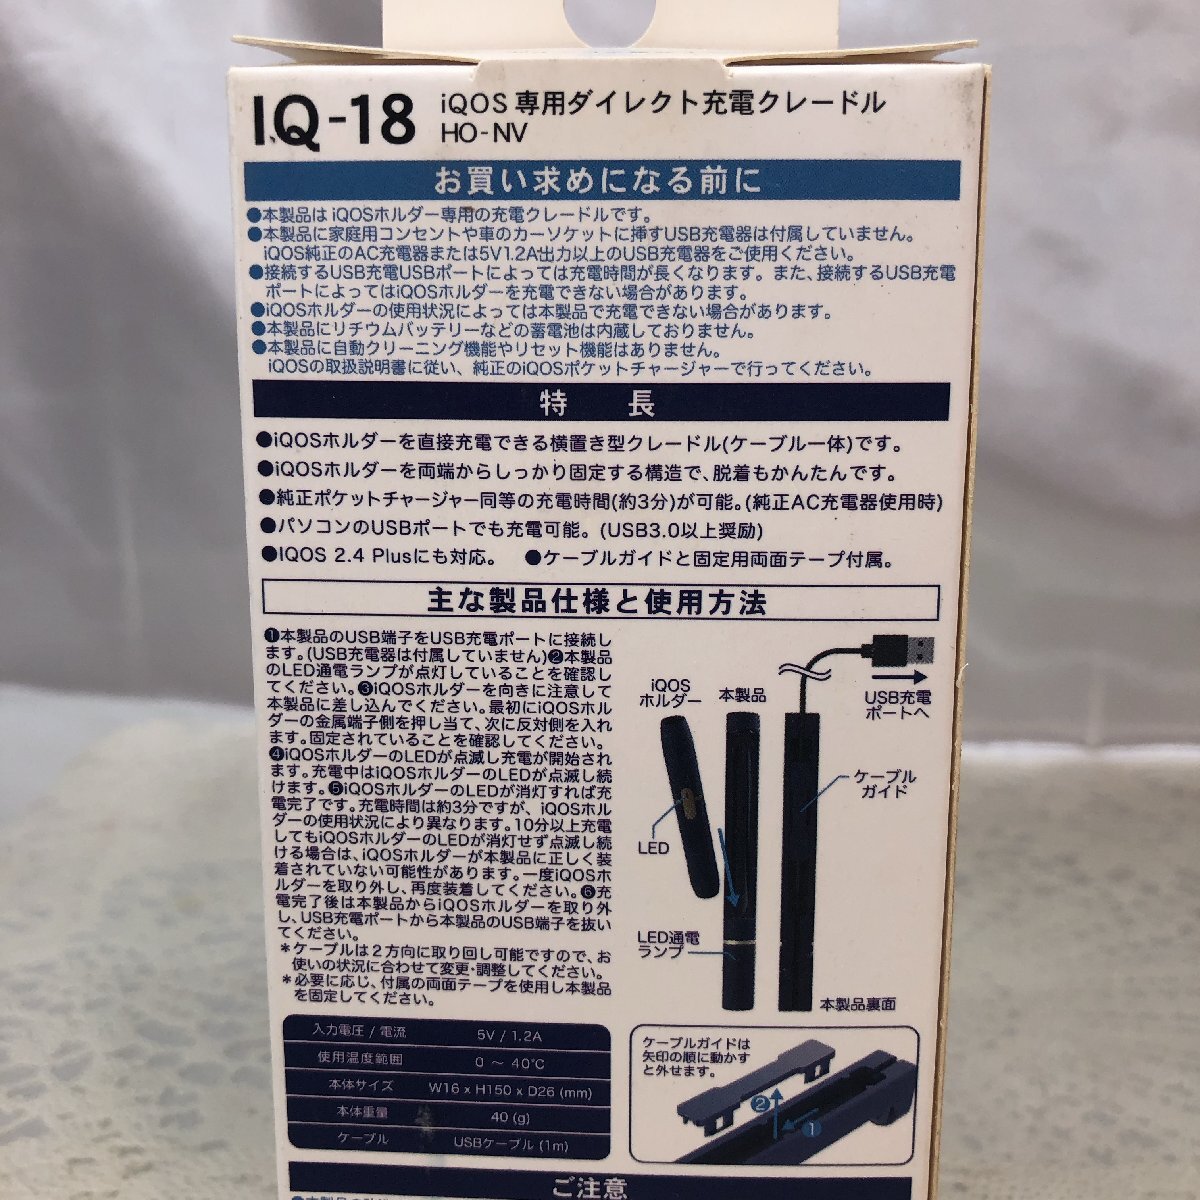 I.Q-18 iQOS 専用ダイレクト充電クレードル
HO-NV
お買い求めになる前に
●本製品は iQOSホルダー専用の充電クレードルです。
●本製品に家庭用コンセントや車のカーソケットに挿すUSB充電器は付属していません。
iQOS純正のAC充電器または5V1.2A出力以上のUSB充電器をご使用ください。
●接続するUSB充電USBポートによっては充電時間が長くなります。また、接続するUSB充電
ポートによってはiQOSホルダーを充電できない場合があります。
●iQOSホルダーの使用状況によっては本製品で充電できない場合があります。
●本製品にリチウムバッテリーなどの蓄電池は内蔵しておりません。
●本製品に自動クリーニング機能やリセット機能はありません。
iQOSの取扱説明書に従い、純正のiQOSポケットチャージャーで行ってください。
特 長
●iQOSホルダーを直接充電できる横置き型クレードル(ケーブル一体)です。
●iQOSホルダーを両端からしっかり固定する構造で、脱着もかんたんです。
●純正ポケットチャージャー同等の充電時間(約3分)が可能。(純正AC充電器使用時)
●パソコンのUSBポートでも充電可能。(USB3.0以上奨励)
●IQOS 2.4 Plusにも対応。 ●ケーブルガイドと固定用両面テープ付属。
主な製品仕様と使用方法
❶本製品のUSB端子をUSB充電ポートに接続し
ます。(USB充電器は付属していません)❷本製品
のLED通電ランプが点灯していることを確認し
てください。❸iQOSホルダーを向きに注意して
本製品に差し込んでください。最初にiQOSホル
ダーの金属端子側を押し当て、次に反対側を入れ
ます。固定されていることを確認してください。
❹iQOSホルダーのLEDが点滅し充電が開始され
ます。充電中はiQOSホルダーのLEDが点滅し続
けます。❺iQOSホルダーのLEDが消灯すれば充
電完了です。充電時間は約3分ですが、iQOSホル
ダーの使用状況により異なります。10分以上充電
してもiQOSホルダーのLEDが消灯せず点滅し続
ける場合は、iQOSホルダーが本製品に正しく装
着されていない可能性があります。一度iQOSホ
ルダーを取り外し、再度装着してください。❻充
電完了後は本製品からiQOSホルダーを取り外
し、USB充電ポートから本製品のUSB端子を抜い
てください。
＊ケーブルは２方向に取り回し可能ですので、お
使いの状況に合わせて変更・調整してください。
＊必要に応じ、付属の両面テープを使用し本製品
を固定してください。
iQOS
ホルダー
本製品
USB充電
ポートへ
ケーブル
ガイド
LED
LED通電
ランプ
本製品裏面
入力電圧 / 電流 5V / 1.2A
使用温度範囲 0 ～ 40℃
本体サイズ W16 x H150 x D26 (mm)
本体重量 40 (g)
ケーブル USBケーブル (1m)
ケーブルガイドは
矢印の順に動かす
と外せます。
❷
❶
ご注意